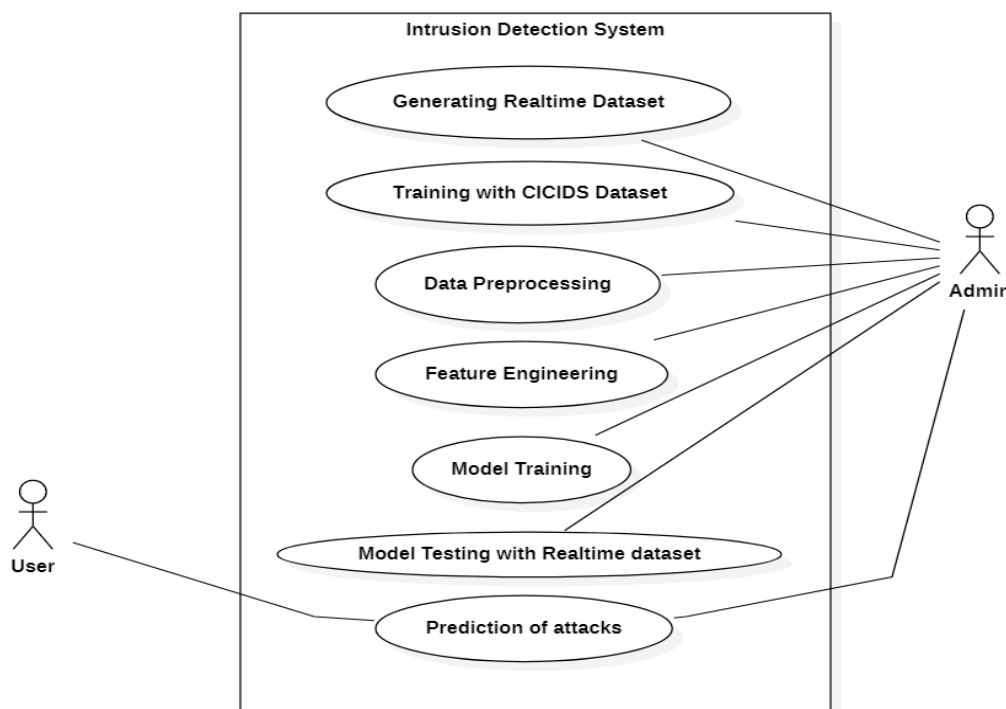 Intrusion Detection System
Generating Realtime Dataset
Training with CICIDS Dataset
Data Preprocessing
Admin
Feature Engineering
Model Training
Model Testing with Realtime dataset
User
Prediction of attacks